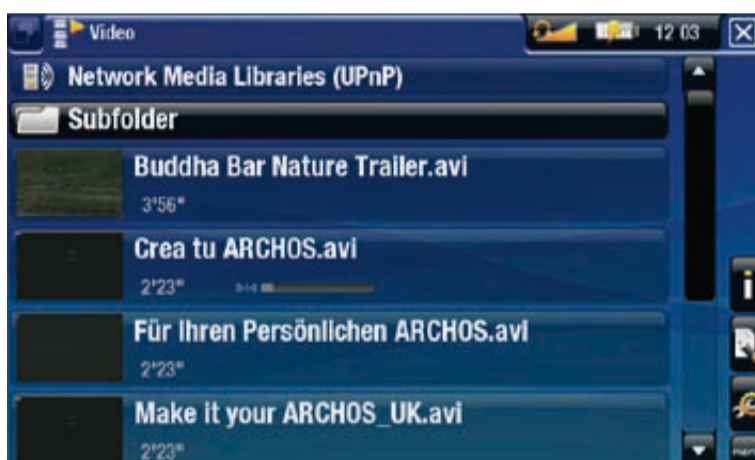 Video
12 03
Network Media Libraries (UPnP)
Subfolder
Buddha Bar Nature Trailer.avi
3'56"
Crea tu ARCHOS.avi
2'23"
Für Ihren Persönlichen ARCHOS.avi
2'23"
Make it your ARCHOS_UK.avi
2'23"